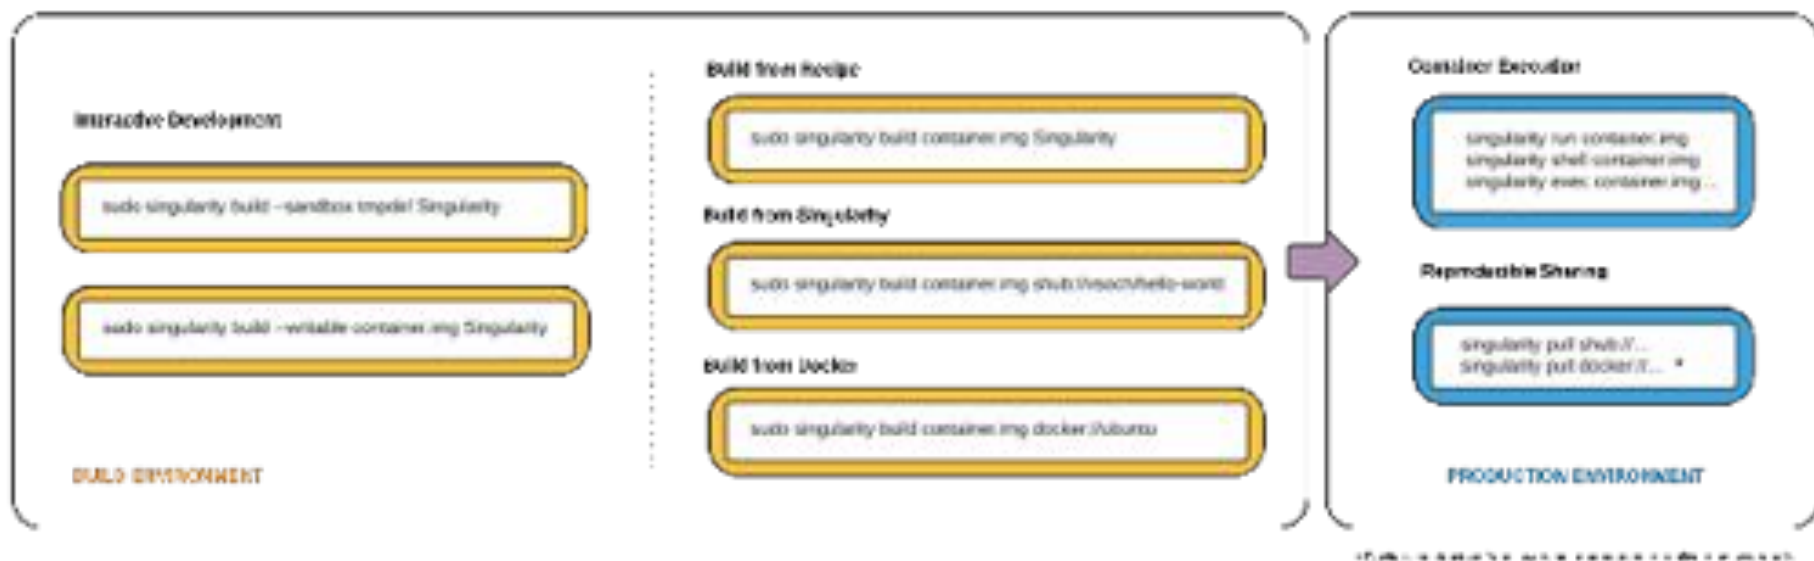 Interactive Development
sudo singularity build --sandbox tmpdir/ Singularity
sudo singularity build --writable container.img Singularity
BUILD ENVIRONMENT
Build from Recipe
sudo singularity build container.img Singularity
Build from Singularity
sudo singularity build container.img shub://vsoch/hello-world
Build from Docker
sudo singularity build container.img docker://ubuntu
Container Execution
singularity run container.img
singularity shell container.img
singularity exec container.img ...
Reproducible Sharing
singularity pull shub://...
singularity pull docker://... *
PRODUCTION ENVIRONMENT